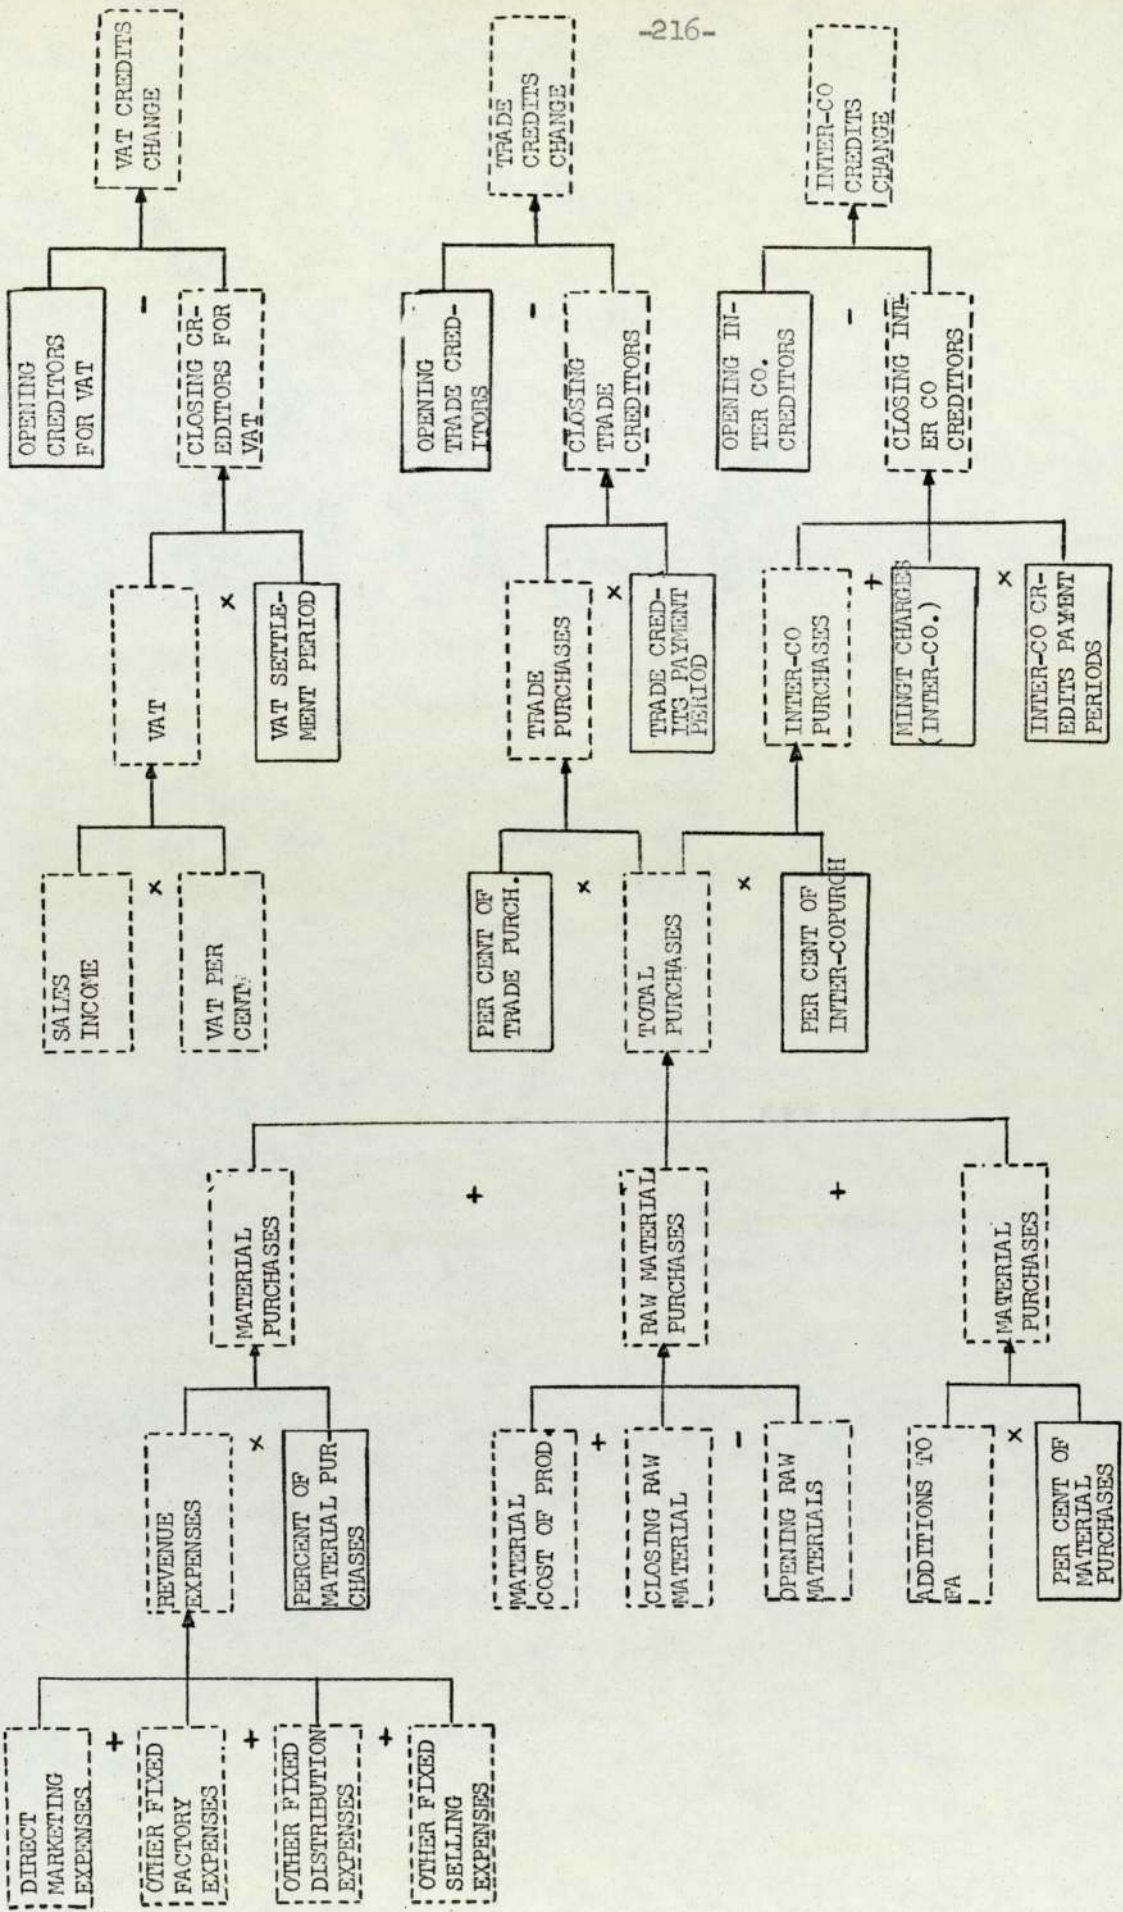 -216-
DIRECT
MARKETING
EXPENSES
+
OTHER FIXED
FACTORY
EXPENSES
+
OTHER FIXED
DISTRIBUTION
EXPENSES
+
OTHER FIXED
SELLING
EXPENSES
REVENUE
EXPENSES
×
PERCENT OF
MATERIAL PUR-
CHASES
MATERIAL
COST OF PROD.
+
CLOSING RAW
MATERIAL
-
OPENING RAW
MATERIALS
ADDITIONS TO
FA
×
PER CENT OF
MATERIAL
PURCHASES
MATERIAL
PURCHASES
+
RAW MATERIAL
PURCHASES
+
MATERIAL
PURCHASES
SALES
INCOME
×
VAT PER
CENT
PER CENT OF
TRADE PURCH.
×
TOTAL
PURCHASES
×
PER CENT OF
INTER-COPURCH
VAT
×
VAT SETTLE-
MENT PERIOD
TRADE
PURCHASES
×
TRADE CRED-
ITS PAYMENT
PERIOD
INTER-CO
PURCHASES
+
MINGT CHARGES
(INTER-CO.)
×
INTER-CO CR-
EDITS PAYMENT
PERIODS
OPENING
CREDITORS
FOR VAT
-
CLOSING CR-
EDITORS FOR
VAT
OPENING
TRADE CRED-
ITORS
-
CLOSING
TRADE
CREDITORS
OPENING IN-
TER CO.
CREDITORS
-
CLOSING INT-
ER CO
CREDITORS
VAT CREDITS
CHANGE
TRADE
CREDITS
CHANGE
INTER-CO
CREDITS
CHANGE